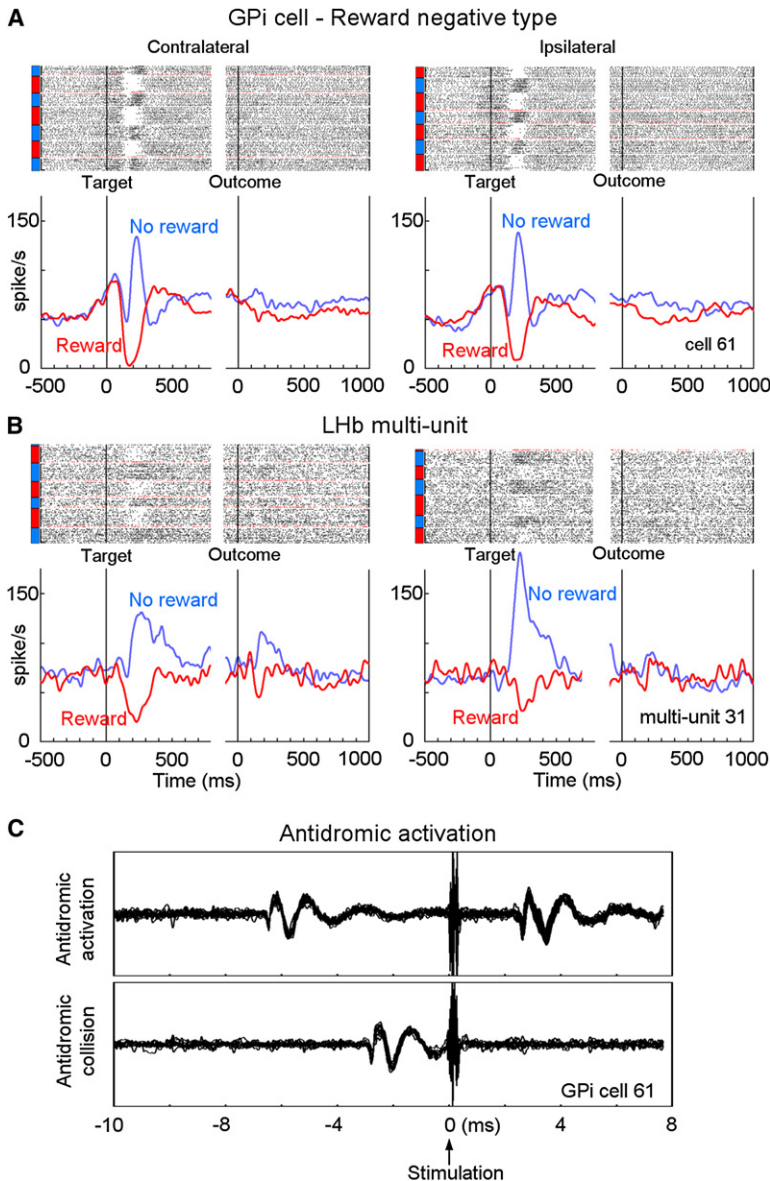 A
GPi cell - Reward negative type
Contralateral
Ipsilateral
Target
Outcome
Target
Outcome
150
No reward
150
No reward
spike/s
Reward
Reward
cell 61
0
0
-500 0 500 0 500 1000
-500 0 500 0 500 1000
B
LHb multi-unit
Target
Outcome
Target
Outcome
150
No reward
150
No reward
spike/s
Reward
Reward
multi-unit 31
0
0
-500 0 500 0 500 1000
-500 0 500 0 500 1000
Time (ms)
Time (ms)
C
Antidromic activation
Antidromic
activation
Antidromic
collision
GPi cell 61
-10 -8 -6 -4 -2 0 (ms) 4 6 8
Stimulation